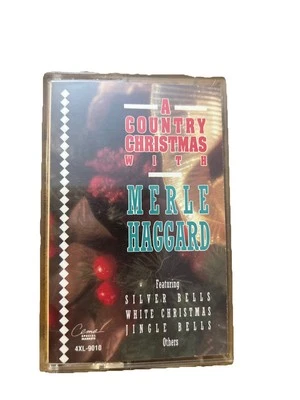 A
COUNTRY
CHRISTMAS
WITH
MERLE
HAGGARD
Featuring
SILVER BELLS
WHITE CHRISTMAS
JINGLE BELLS
Others
4XL-9018